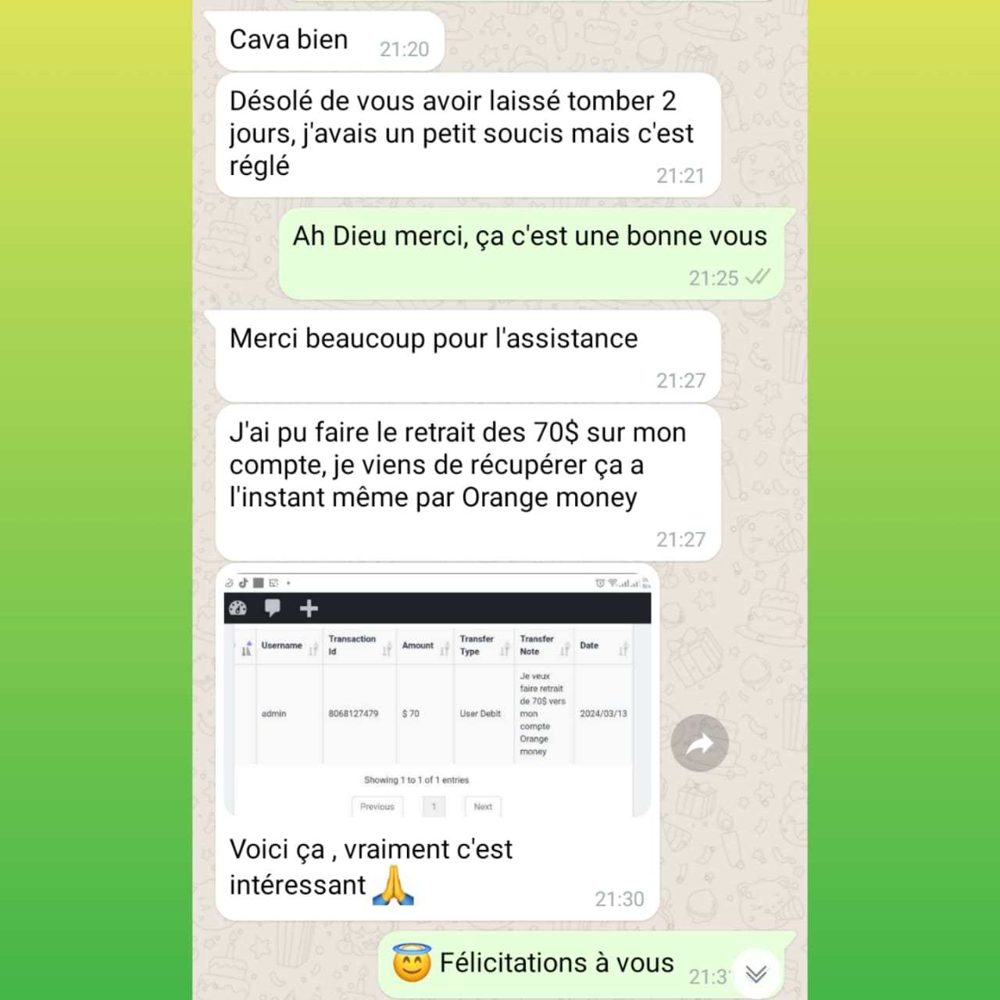 Cava bien
21:20
Désolé de vous avoir laissé tomber 2
jours, j'avais un petit soucis mais c'est
réglé
21:21
Ah Dieu merci, ça c'est une bonne vous
21:25
Merci beaucoup pour l'assistance
21:27
J'ai pu faire le retrait des 70$ sur mon
compte, je viens de récupérer ça a
l'instant même par Orange money
21:27
Username
Transaction
Id
Amount
Transfer
Type
Transfer
Note
Date
admin
8068127479
$ 70
User Debit
Je veux
faire retrait
de 70$ vers
mon
compte
Orange
money
2024/03/13
Showing 1 to 1 of 1 entries
Previous
1
Next
Voici ça , vraiment c'est
intéressant 🙏
21:30
😇 Félicitations à vous